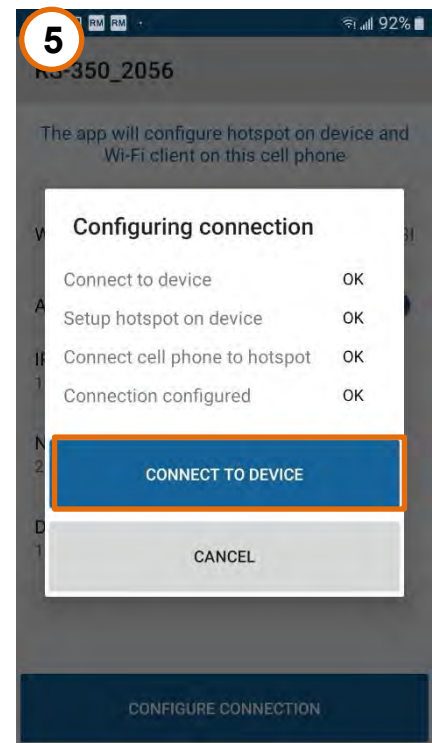 5
RM RM
92%
-350_2056
The app will configure hotspot on device and
Wi-Fi client on this cell phone
Configuring connection
Connect to device OK
Setup hotspot on device OK
Connect cell phone to hotspot OK
Connection configured OK
CONNECT TO DEVICE
CANCEL
CONFIGURE CONNECTION